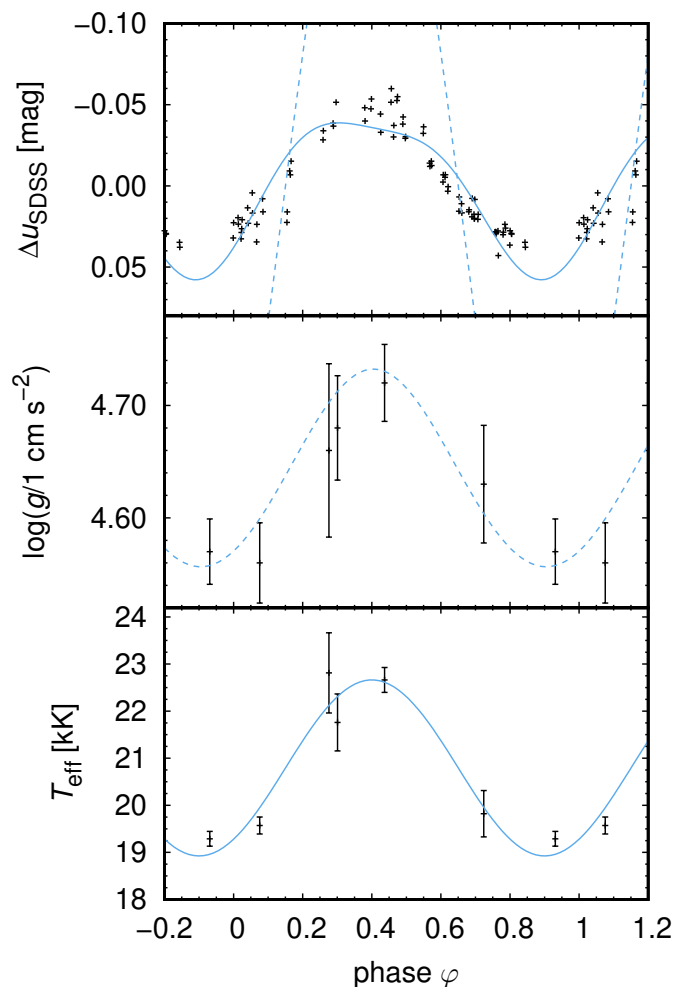 −0.10
−0.05
0.00
0.05
Δu_SDSS [mag]
4.70
4.60
log(g/1 cm s⁻²)
24
23
22
21
20
19
18
T_eff [kK]
−0.2 0 0.2 0.4 0.6 0.8 1 1.2
phase φ